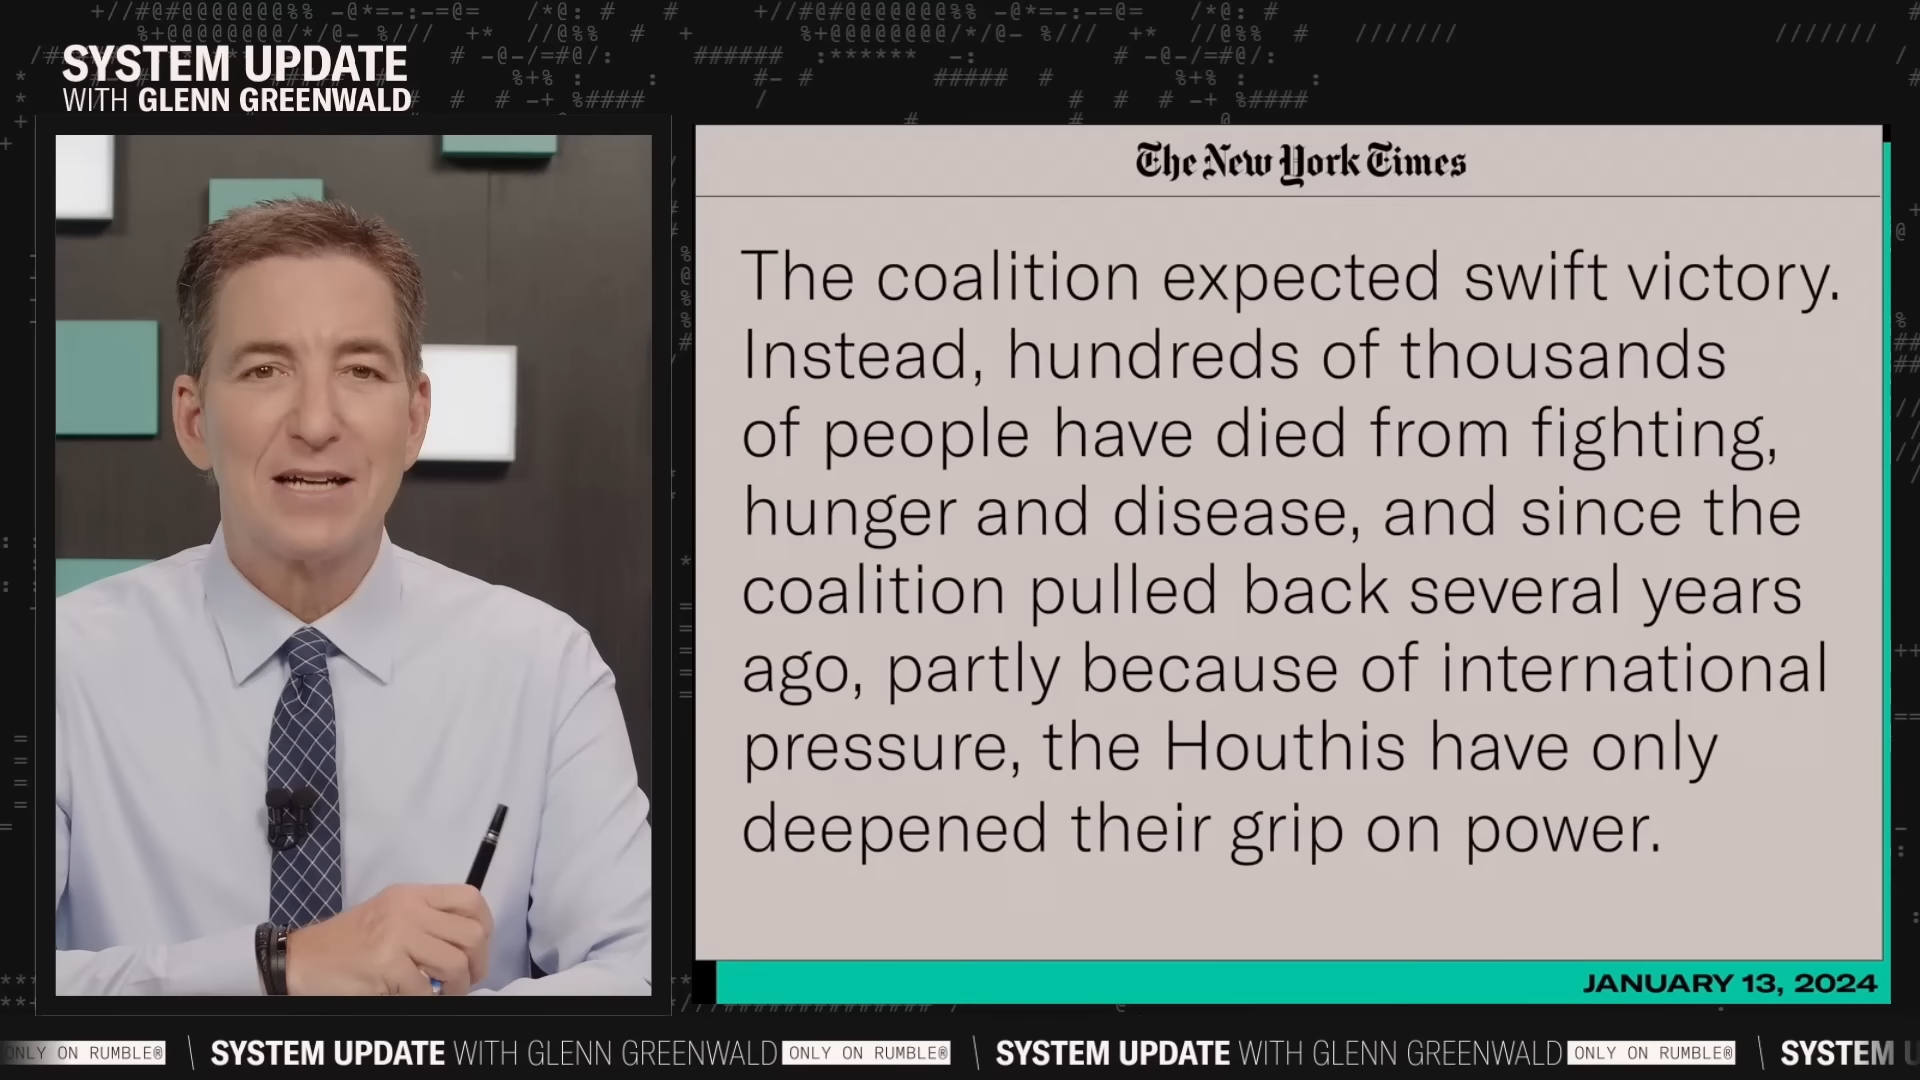 SYSTEM UPDATE
WITH GLENN GREENWALD
The New York Times
The coalition expected swift victory.
Instead, hundreds of thousands
of people have died from fighting,
hunger and disease, and since the
coalition pulled back several years
ago, partly because of international
pressure, the Houthis have only
deepened their grip on power.
JANUARY 13, 2024
ONLY ON RUMBLE® \ SYSTEM UPDATE WITH GLENN GREENWALD ONLY ON RUMBLE® \ SYSTEM UPDATE WITH GLENN GREENWALD ONLY ON RUMBLE® \ SYSTEM U